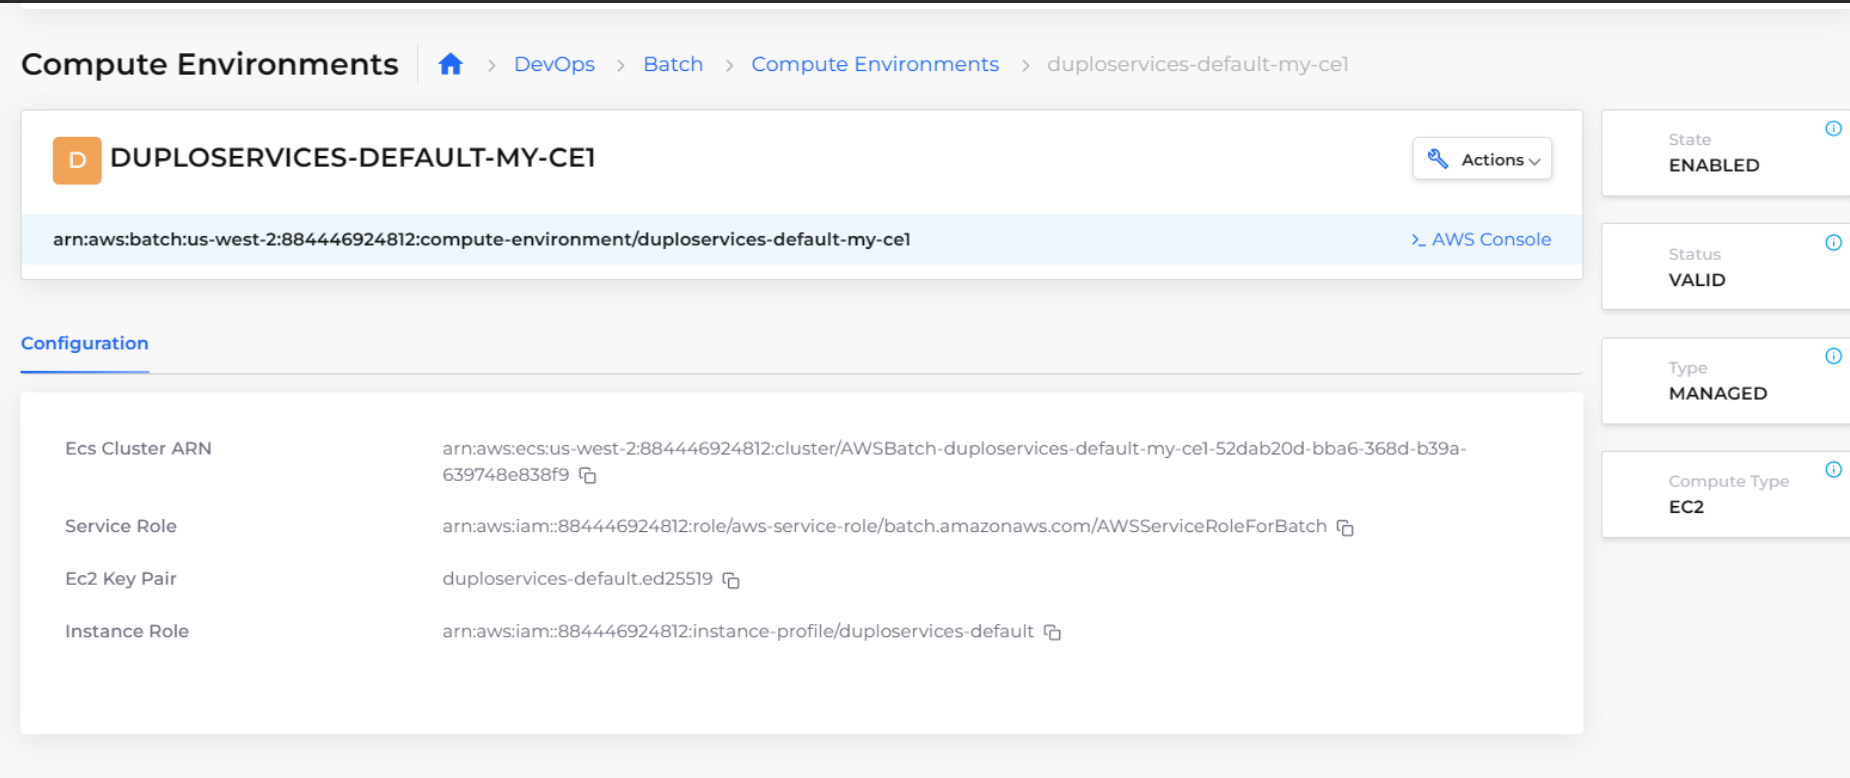 Compute Environments
DevOps > Batch > Compute Environments > duploservices-default-my-ce1
D DUPLOSERVICES-DEFAULT-MY-CE1
Actions
arn:aws:batch:us-west-2:884446924812:compute-environment/duploservices-default-my-ce1
>_ AWS Console
State
ENABLED
Status
VALID
Type
MANAGED
Compute Type
EC2
Configuration
Ecs Cluster ARN
arn:aws:ecs:us-west-2:884446924812:cluster/AWSBatch-duploservices-default-my-ce1-52dab20d-bba6-368d-b39a-
639748e838f9
Service Role
arn:aws:iam::884446924812:role/aws-service-role/batch.amazonaws.com/AWSServiceRoleForBatch
Ec2 Key Pair
duploservices-default.ed25519
Instance Role
arn:aws:iam::884446924812:instance-profile/duploservices-default